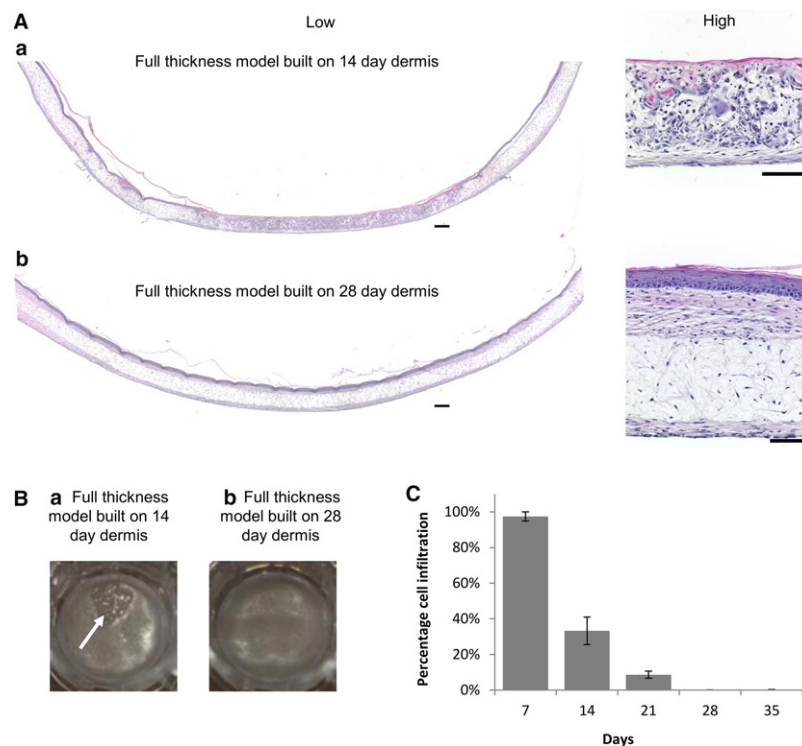 A
Low
High
a
Full thickness model built on 14 day dermis
b
Full thickness model built on 28 day dermis
B
a Full thickness
model built on 14
day dermis
b Full thickness
model built on 28
day dermis
C
Percentage cell infiltration
100%
80%
60%
40%
20%
0%
7 14 21 28 35
Days